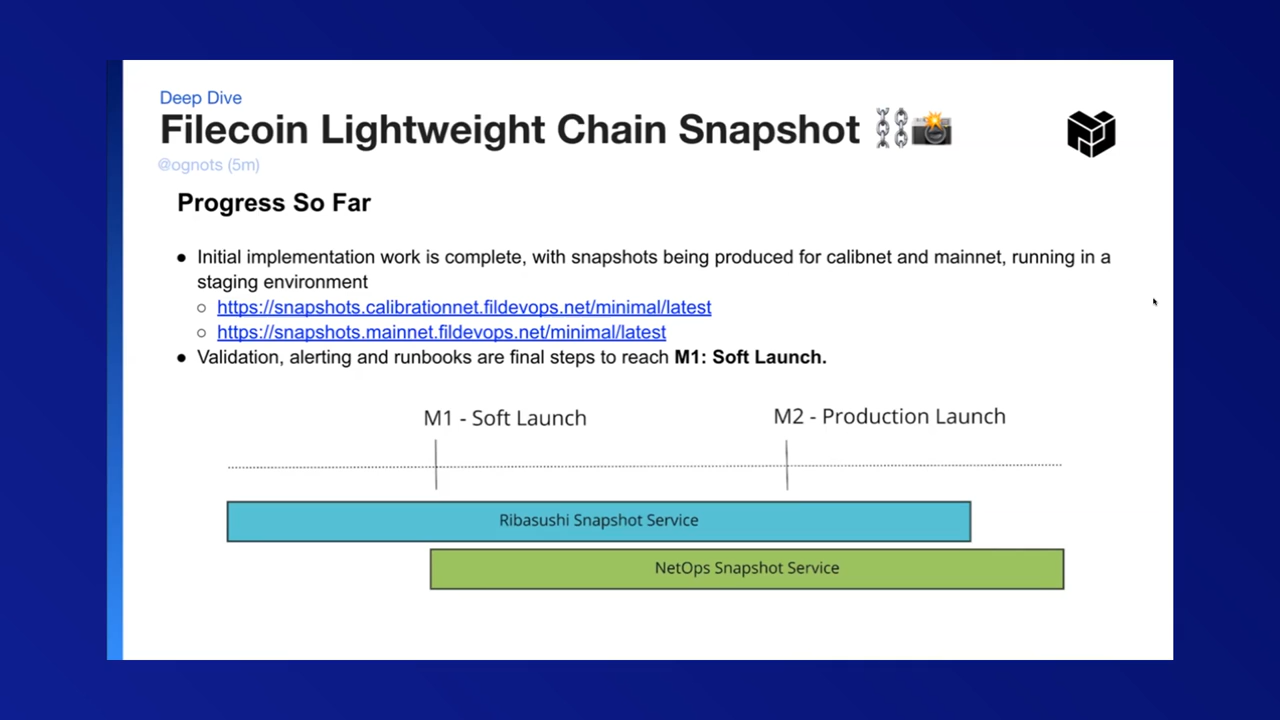 Deep Dive
Filecoin Lightweight Chain Snapshot ⛓️📸
@ognots (5m)
Progress So Far
● Initial implementation work is complete, with snapshots being produced for calibnet and mainnet, running in a
staging environment
○ https://snapshots.calibrationnet.fildevops.net/minimal/latest
○ https://snapshots.mainnet.fildevops.net/minimal/latest
● Validation, alerting and runbooks are final steps to reach M1: Soft Launch.
M1 - Soft Launch
M2 - Production Launch
Ribasushi Snapshot Service
NetOps Snapshot Service